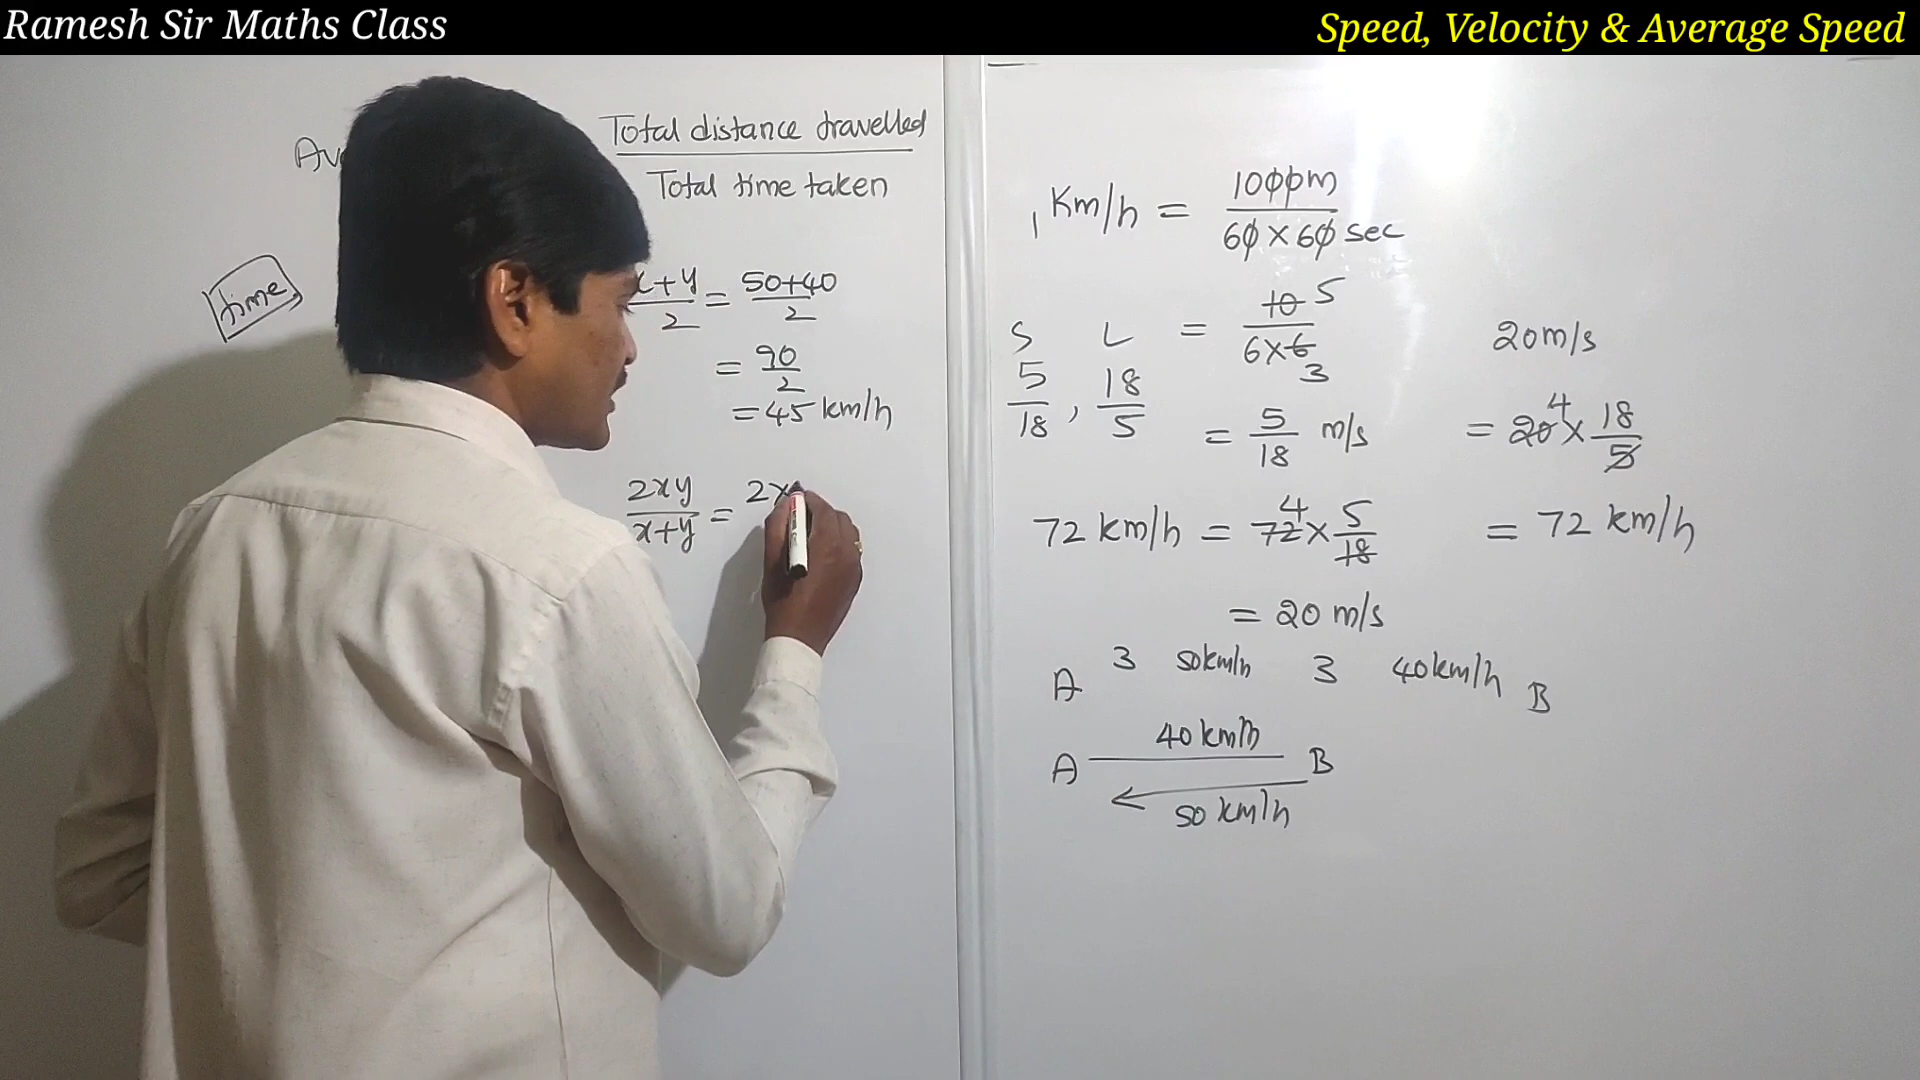 Ramesh Sir Maths Class
Speed, Velocity & Average Speed
Total distance travelled
Total time taken
time
x+y/2 = 50+40/2
= 90/2
= 45 km/h
2xy/x+y = 2x
1 Km/h = 1000m/60×60 sec
= 10 5/6×6 3
S L
5/18, 18/5
= 5/18 m/s
72 km/h = 72 4 × 5/18
= 20 m/s
20 m/s
= 20 4 × 18/5
= 72 km/h
A 3 50km/h 3 40km/h B
40 km/h
A B
50 km/h